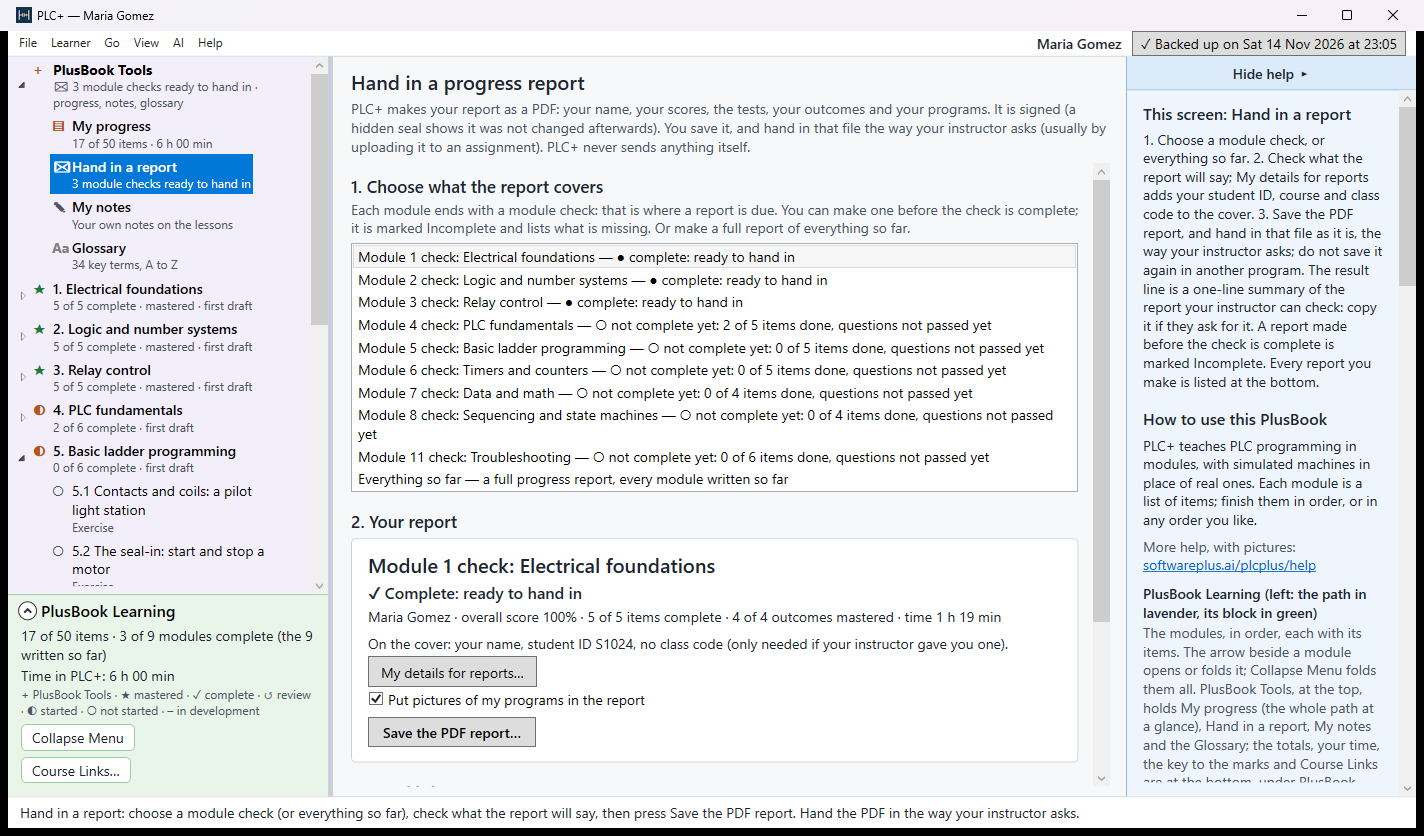 PLC+ — Maria Gomez
File Learner Go View AI Help
Maria Gomez
✓ Backed up on Sat 14 Nov 2026 at 23:05
+ PlusBook Tools
3 module checks ready to hand in ·
progress, notes, glossary
My progress
17 of 50 items · 6 h 00 min
Hand in a report
3 module checks ready to hand in
My notes
Your own notes on the lessons
Aa Glossary
34 key terms, A to Z
★ 1. Electrical foundations
5 of 5 complete · mastered · first draft
★ 2. Logic and number systems
5 of 5 complete · mastered · first draft
★ 3. Relay control
5 of 5 complete · mastered · first draft
◐ 4. PLC fundamentals
2 of 6 complete · first draft
◐ 5. Basic ladder programming
0 of 6 complete · first draft
○ 5.1 Contacts and coils: a pilot
light station
Exercise
○ 5.2 The seal-in: start and stop a
motor
PlusBook Learning
17 of 50 items · 3 of 9 modules complete (the 9
written so far)
Time in PLC+: 6 h 00 min
+ PlusBook Tools · ★ mastered · ✓ complete · ↺ review
· ◐ started · ○ not started · – in development
Collapse Menu
Course Links...
Hand in a progress report
PLC+ makes your report as a PDF: your name, your scores, the tests, your outcomes and your programs. It is signed (a
hidden seal shows it was not changed afterwards). You save it, and hand in that file the way your instructor asks (usually by
uploading it to an assignment). PLC+ never sends anything itself.
1. Choose what the report covers
Each module ends with a module check: that is where a report is due. You can make one before the check is complete;
it is marked Incomplete and lists what is missing. Or make a full report of everything so far.
Module 1 check: Electrical foundations — ● complete: ready to hand in
Module 2 check: Logic and number systems — ● complete: ready to hand in
Module 3 check: Relay control — ● complete: ready to hand in
Module 4 check: PLC fundamentals — ○ not complete yet: 2 of 5 items done, questions not passed yet
Module 5 check: Basic ladder programming — ○ not complete yet: 0 of 5 items done, questions not passed yet
Module 6 check: Timers and counters — ○ not complete yet: 0 of 5 items done, questions not passed yet
Module 7 check: Data and math — ○ not complete yet: 0 of 4 items done, questions not passed yet
Module 8 check: Sequencing and state machines — ○ not complete yet: 0 of 4 items done, questions not passed
yet
Module 11 check: Troubleshooting — ○ not complete yet: 0 of 6 items done, questions not passed yet
Everything so far — a full progress report, every module written so far
2. Your report
Module 1 check: Electrical foundations
✓ Complete: ready to hand in
Maria Gomez · overall score 100% · 5 of 5 items complete · 4 of 4 outcomes mastered · time 1 h 19 min
On the cover: your name, student ID S1024, no class code (only needed if your instructor gave you one).
My details for reports...
Put pictures of my programs in the report
Save the PDF report...
Hide help ▸
This screen: Hand in a report
1. Choose a module check, or
everything so far. 2. Check what the
report will say; My details for reports
adds your student ID, course and class
code to the cover. 3. Save the PDF
report, and hand in that file as it is, the
way your instructor asks; do not save it
again in another program. The result
line is a one-line summary of the
report your instructor can check: copy
it if they ask for it. A report made
before the check is complete is
marked Incomplete. Every report you
make is listed at the bottom.
How to use this PlusBook
PLC+ teaches PLC programming in
modules, with simulated machines in
place of real ones. Each module is a
list of items; finish them in order, or in
any order you like.
More help, with pictures:
softwareplus.ai/plcplus/help
PlusBook Learning (left: the path in
lavender, its block in green)
The modules, in order, each with its
items. The arrow beside a module
opens or folds it; Collapse Menu folds
them all. PlusBook Tools, at the top,
holds My progress (the whole path at
a glance), Hand in a report, My notes
and the Glossary; the totals, your time,
the key to the marks and Course Links
are at the bottom, under PlusBook
Hand in a report: choose a module check (or everything so far), check what the report will say, then press Save the PDF report. Hand the PDF in the way your instructor asks.